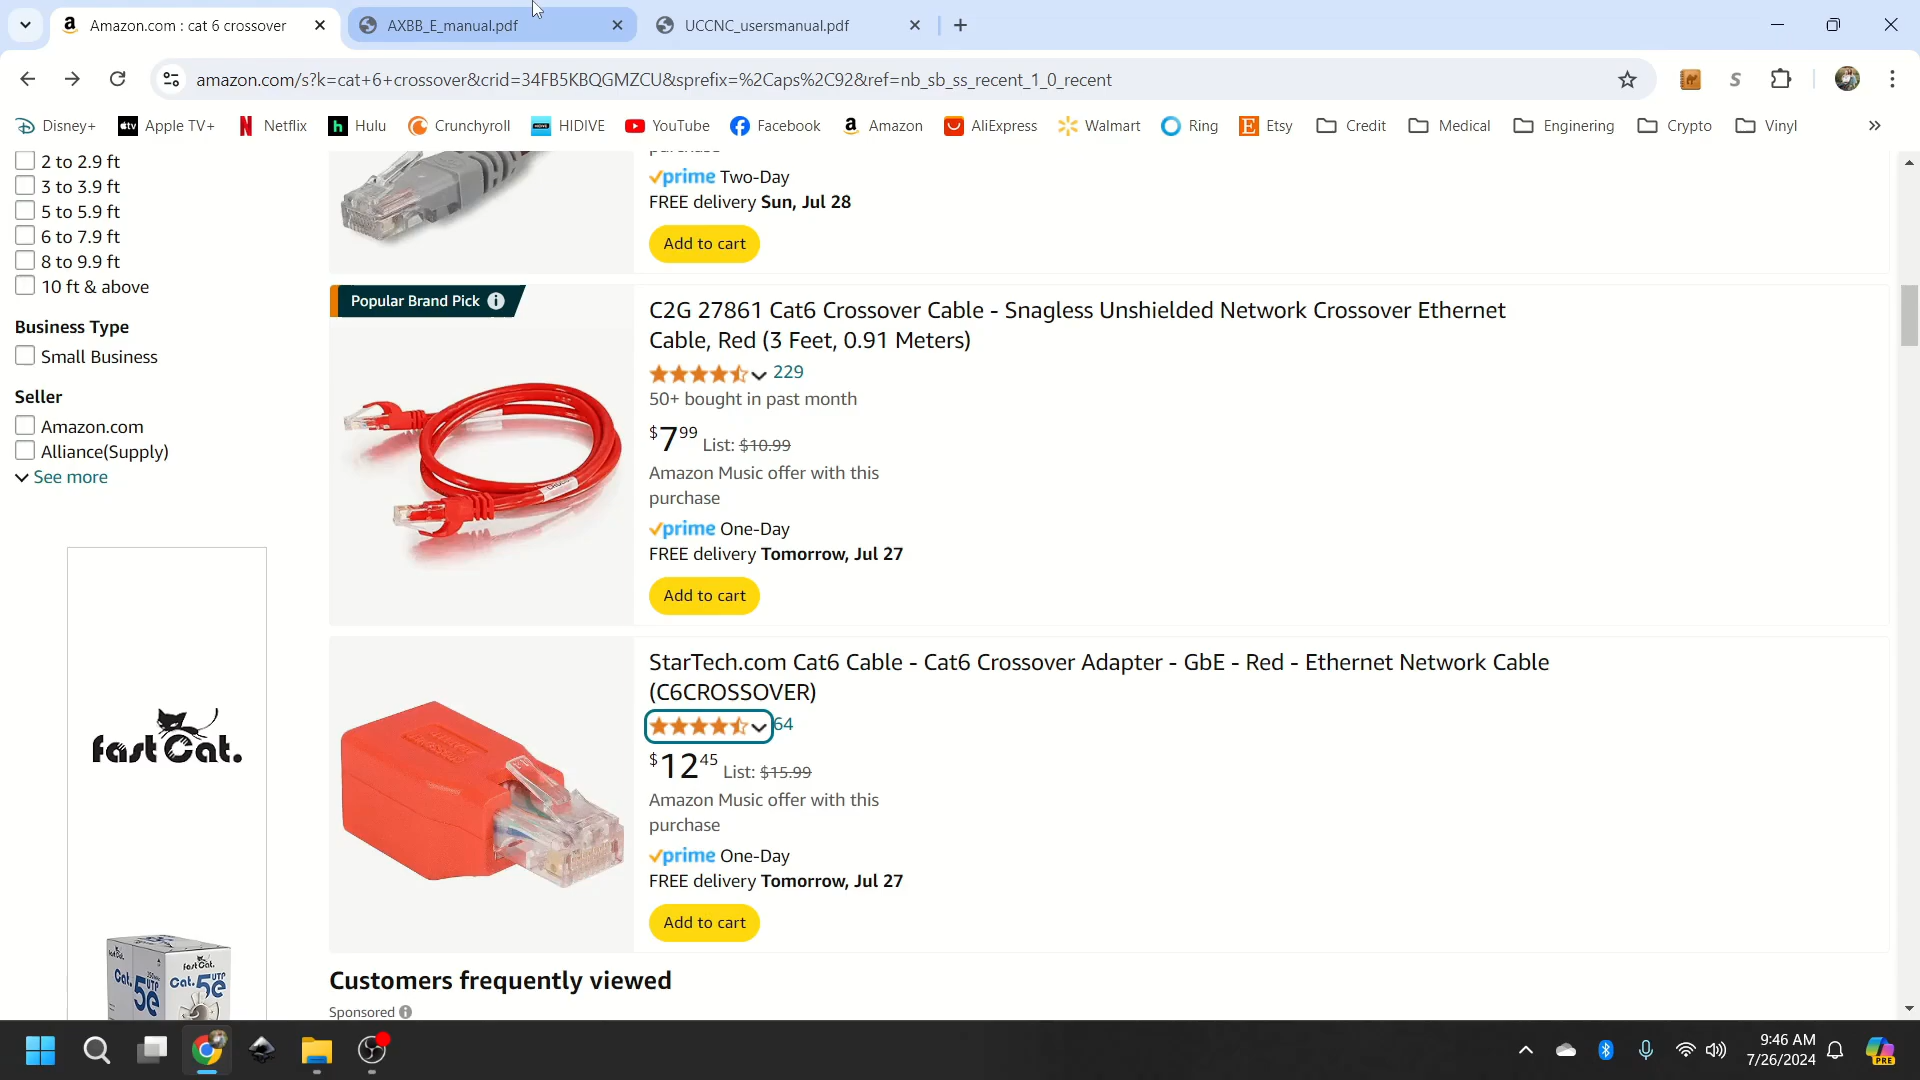 Amazon.com : cat 6 crossover
AXBB_E_manual.pdf
UCCNC_usersmanual.pdf
amazon.com/s?k=cat+6+crossover&crid=34FB5KBQGMZCU&sprefix=%2Caps%2C92&ref=nb_sb_ss_recent_1_0_recent
Disney+
Apple TV+
Netflix
Hulu
Crunchyroll
HIDIVE
YouTube
Facebook
Amazon
AliExpress
Walmart
Ring
Etsy
Credit
Medical
Enginering
Crypto
Vinyl
2 to 2.9 ft
3 to 3.9 ft
5 to 5.9 ft
6 to 7.9 ft
8 to 9.9 ft
10 ft & above
Business Type
Small Business
Seller
Amazon.com
Alliance(Supply)
See more
fastCat.
fastCat.
Cat.5e
UTP
fastCat.
Cat.5e
UTP
prime Two-Day
FREE delivery Sun, Jul 28
Add to cart
Popular Brand Pick
C2G 27861 Cat6 Crossover Cable - Snagless Unshielded Network Crossover Ethernet
Cable, Red (3 Feet, 0.91 Meters)
229
50+ bought in past month
$7.99 List: $10.99
Amazon Music offer with this
purchase
prime One-Day
FREE delivery Tomorrow, Jul 27
Add to cart
StarTech.com Cat6 Cable - Cat6 Crossover Adapter - GbE - Red - Ethernet Network Cable
(C6CROSSOVER)
64
$12.45 List: $15.99
Amazon Music offer with this
purchase
prime One-Day
FREE delivery Tomorrow, Jul 27
Add to cart
Customers frequently viewed
Sponsored
9:46 AM
7/26/2024
PRE